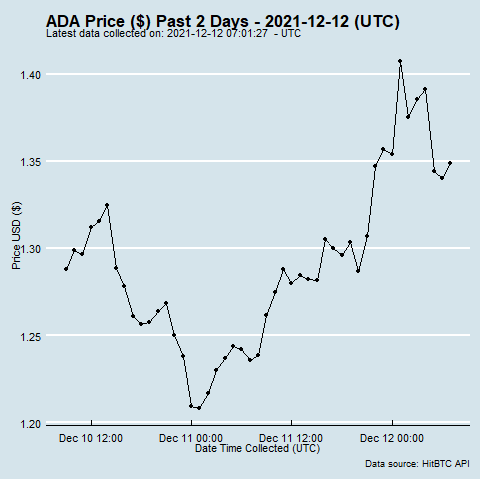 ADA Price ($) Past 2 Days - 2021-12-12 (UTC)
Latest data collected on: 2021-12-12 07:01:27 - UTC
1.40
1.35
1.30
1.25
1.20
Price USD ($)
Dec 10 12:00 Dec 11 00:00 Dec 11 12:00 Dec 12 00:00
Date Time Collected (UTC)
Data source: HitBTC API